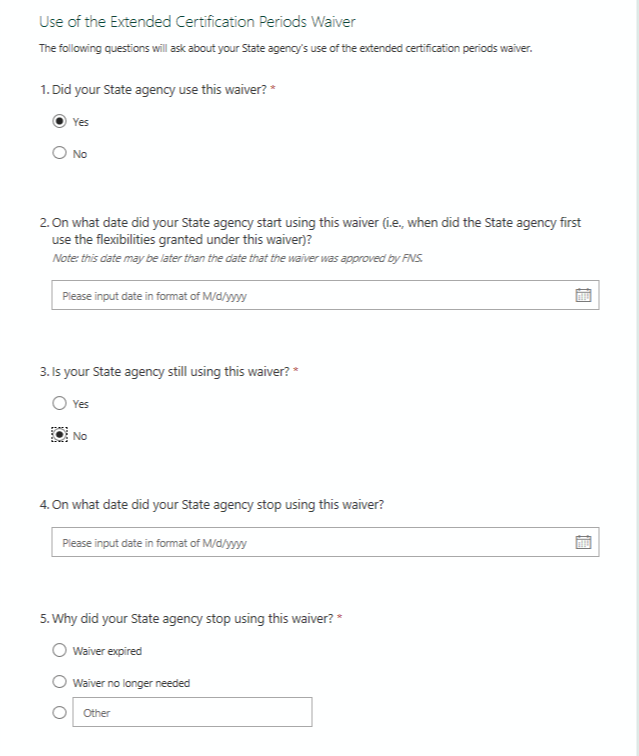 Use of the Extended Certification Periods Waiver
The following questions will ask about your State agency's use of the extended certification periods waiver.
1. Did your State agency use this waiver? *
Yes
No
2. On what date did your State agency start using this waiver (i.e., when did the State agency first
use the flexibilities granted under this waiver)?
Note: this date may be later than the date that the waiver was approved by FNS.
Please input date in format of M/d/yyyy
3. Is your State agency still using this waiver? *
Yes
No
4. On what date did your State agency stop using this waiver?
Please input date in format of M/d/yyyy
5. Why did your State agency stop using this waiver? *
Waiver expired
Waiver no longer needed
Other